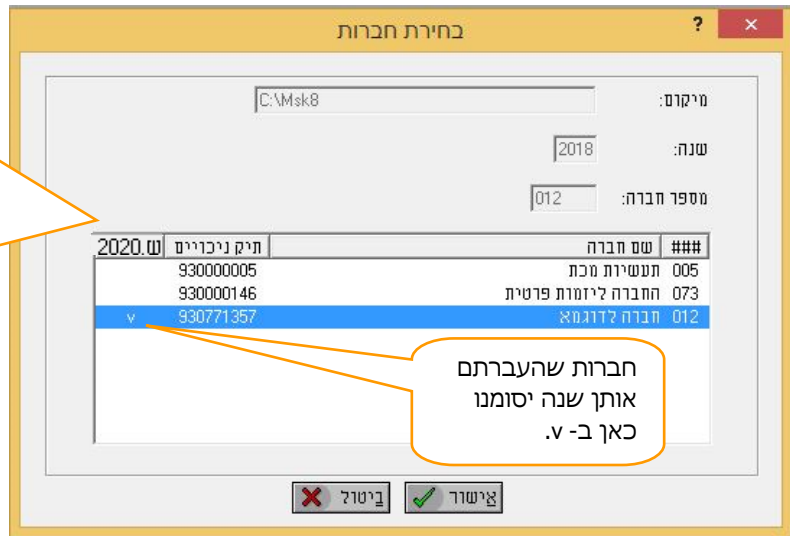 בחירת חברות
?
×
מיקום: C:\Msk8
שנה: 2018
מספר חברה: 012
### שם חברה תיק ניכויים ש.2020
005 תעשיות מכת 930000005
073 החברה ליזמות פרטית 930000146
012 חברה לדוגמא 930771357 v
חברות שהעברתם
אותן שנה יסומנו
כאן ב- v.
אישור ביטול